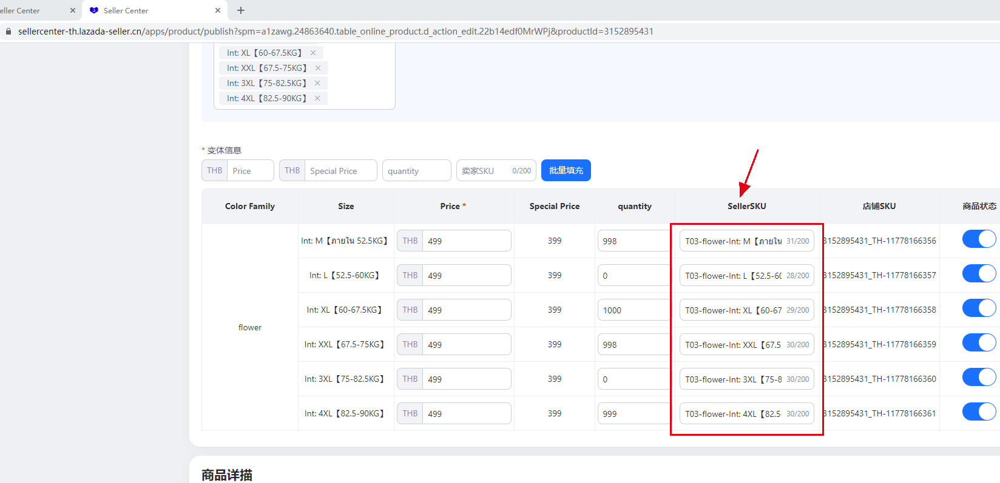 eller Center
Seller Center
sellercenter-th.lazada-seller.cn/apps/product/publish?spm=a1zawg.24863640.table_online_product.d_action_edit.22b14edf0MrWPj&productId=3152895431
Int: XL【60-67.5KG】
Int: XXL【67.5-75KG】
Int: 3XL【75-82.5KG】
Int: 4XL【82.5-90KG】
* 变体信息
THB Price THB Special Price quantity 卖家SKU 0/200 批量填充
Color Family Size Price * Special Price quantity SellerSKU 店铺SKU 商品状态
Int: M【ภายใน 52.5KG】 THB 499 399 998 T03-flower-Int: M【ภายใน 31/200 3152895431_TH-11778166356
Int: L【52.5-60KG】 THB 499 399 0 T03-flower-Int: L【52.5-60 28/200 3152895431_TH-11778166357
Int: XL【60-67.5KG】 THB 499 399 1000 T03-flower-Int: XL【60-67 29/200 3152895431_TH-11778166358
flower
Int: XXL【67.5-75KG】 THB 499 399 998 T03-flower-Int: XXL【67.5 30/200 3152895431_TH-11778166359
Int: 3XL【75-82.5KG】 THB 499 399 0 T03-flower-Int: 3XL【75-8 30/200 3152895431_TH-11778166360
Int: 4XL【82.5-90KG】 THB 499 399 999 T03-flower-Int: 4XL【82.5 30/200 3152895431_TH-11778166361
商品详描